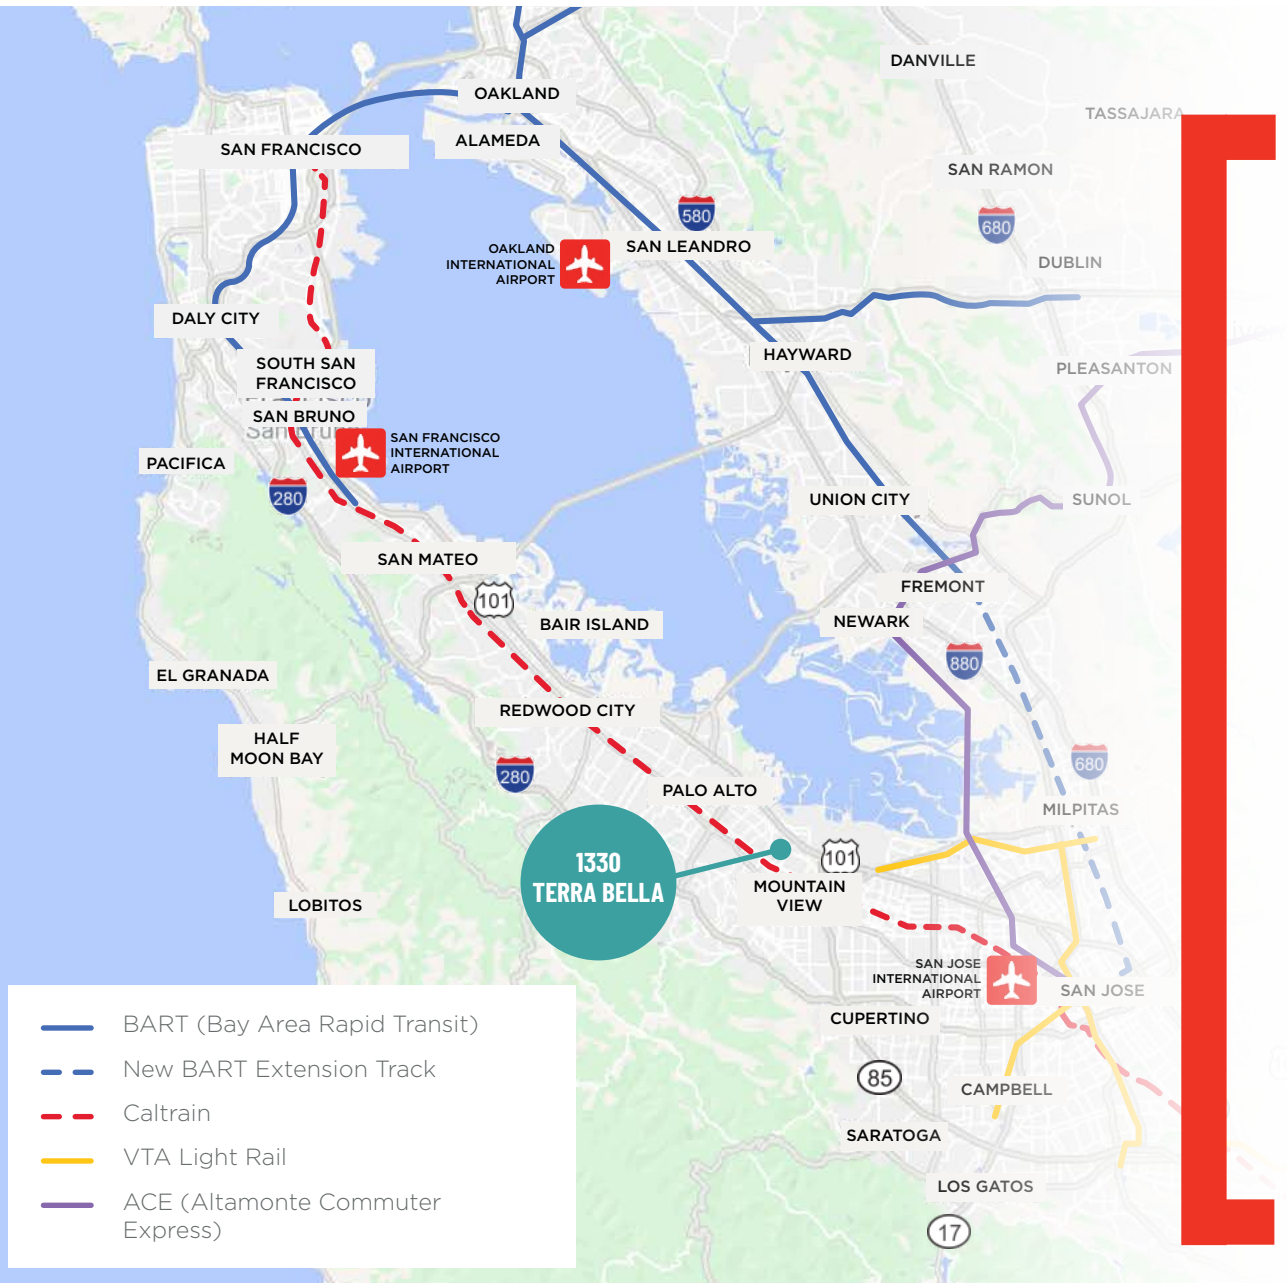 DANVILLE
OAKLAND
TASSAJARA
ALAMEDA
SAN FRANCISCO
SAN RAMON
580
680
OAKLAND
INTERNATIONAL
AIRPORT
SAN LEANDRO
DUBLIN
DALY CITY
HAYWARD
SOUTH SAN
FRANCISCO
PLEASANTON
SAN BRUNO
San Bruno
SAN FRANCISCO
INTERNATIONAL
AIRPORT
PACIFICA
280
UNION CITY
SUNOL
SAN MATEO
FREMONT
101
BAIR ISLAND
NEWARK
880
EL GRANADA
REDWOOD CITY
HALF
MOON BAY
680
280
PALO ALTO
MILPITAS
1330
TERRA BELLA
101
MOUNTAIN
VIEW
LOBITOS
SAN JOSE
INTERNATIONAL
AIRPORT
SAN JOSE
CUPERTINO
85
CAMPBELL
SARATOGA
LOS GATOS
17
BART (Bay Area Rapid Transit)
New BART Extension Track
Caltrain
VTA Light Rail
ACE (Altamonte Commuter
Express)